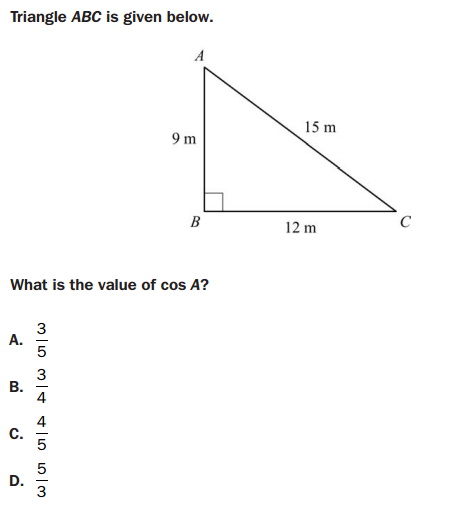 Triangle ABC is given below.
A
15 m
9 m
B
12 m
C
What is the value of cos A?
A. 3/5
B. 3/4
C. 4/5
D. 5/3